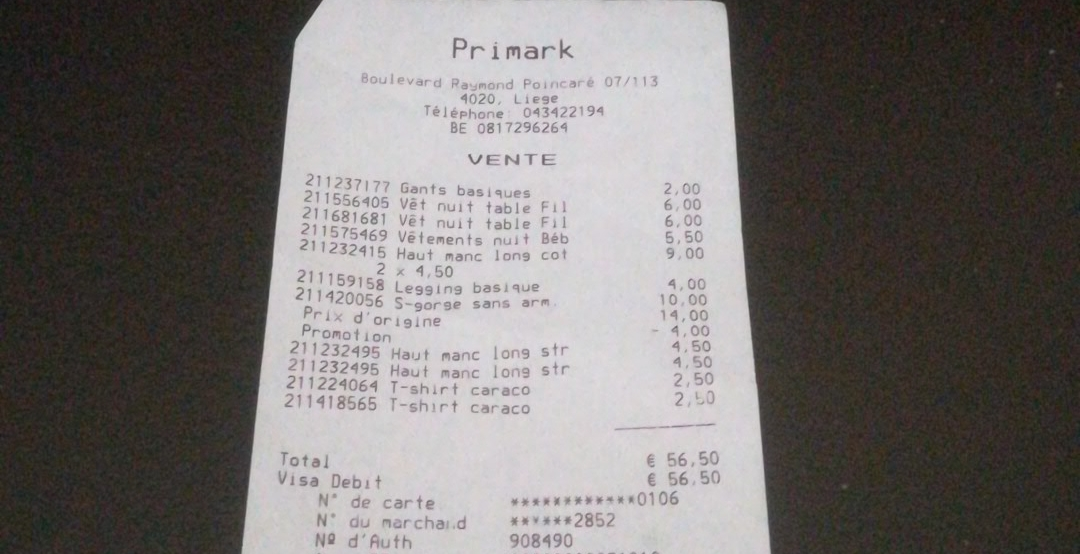 Primark
Boulevard Raymond Poincaré 07/113
4020, Liege
Téléphone: 043422194
BE 0817296264
VENTE
211237177 Gants basiques 2,00
211556405 Vêt nuit table Fil 6,00
211681681 Vêt nuit table Fil 6,00
211575469 Vêtements nuit Béb 5,50
211232415 Haut manc long cot 9,00
2 x 4,50
211159158 Legging basique 4,00
211420056 S-gorge sans arm. 10,00
Prix d'origine 14,00
Promotion - 4,00
211232495 Haut manc long str 4,50
211232495 Haut manc long str 4,50
211224064 T-shirt caraco 2,50
211418565 T-shirt caraco 2,50
Total € 56,50
Visa Debit € 56,50
N° de carte ************0106
N° du marchand ******2852
Nº d'Auth 908490